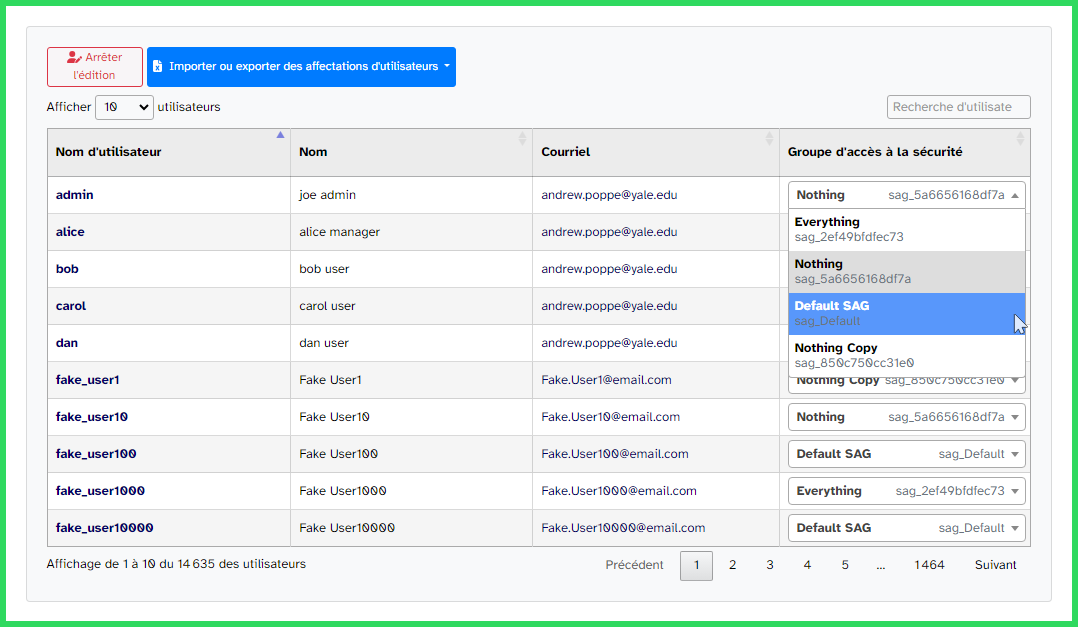 Arrêter
l'édition
Importer ou exporter des affectations d'utilisateurs
Afficher 10 utilisateurs
Recherche d'utilisate
Nom d'utilisateur Nom Courriel Groupe d'accès à la sécurité
admin joe admin andrew.poppe@yale.edu Nothing sag_5a6656168df7a
alice alice manager andrew.poppe@yale.edu
Everything
sag_2ef49bfdfec73
bob bob user andrew.poppe@yale.edu
Nothing
sag_5a6656168df7a
carol carol user andrew.poppe@yale.edu
Default SAG
sag_Default
dan dan user andrew.poppe@yale.edu
Nothing Copy
sag_850c750cc31e0
fake_user1 Fake User1 Fake.User1@email.com Nothing Copy sag_850c750cc31e0
fake_user10 Fake User10 Fake.User10@email.com Nothing sag_5a6656168df7a
fake_user100 Fake User100 Fake.User100@email.com Default SAG sag_Default
fake_user1000 Fake User1000 Fake.User1000@email.com Everything sag_2ef49bfdfec73
fake_user10000 Fake User10000 Fake.User10000@email.com Default SAG sag_Default
Affichage de 1 à 10 du 14 635 des utilisateurs
Précédent 1 2 3 4 5 ... 1 464 Suivant